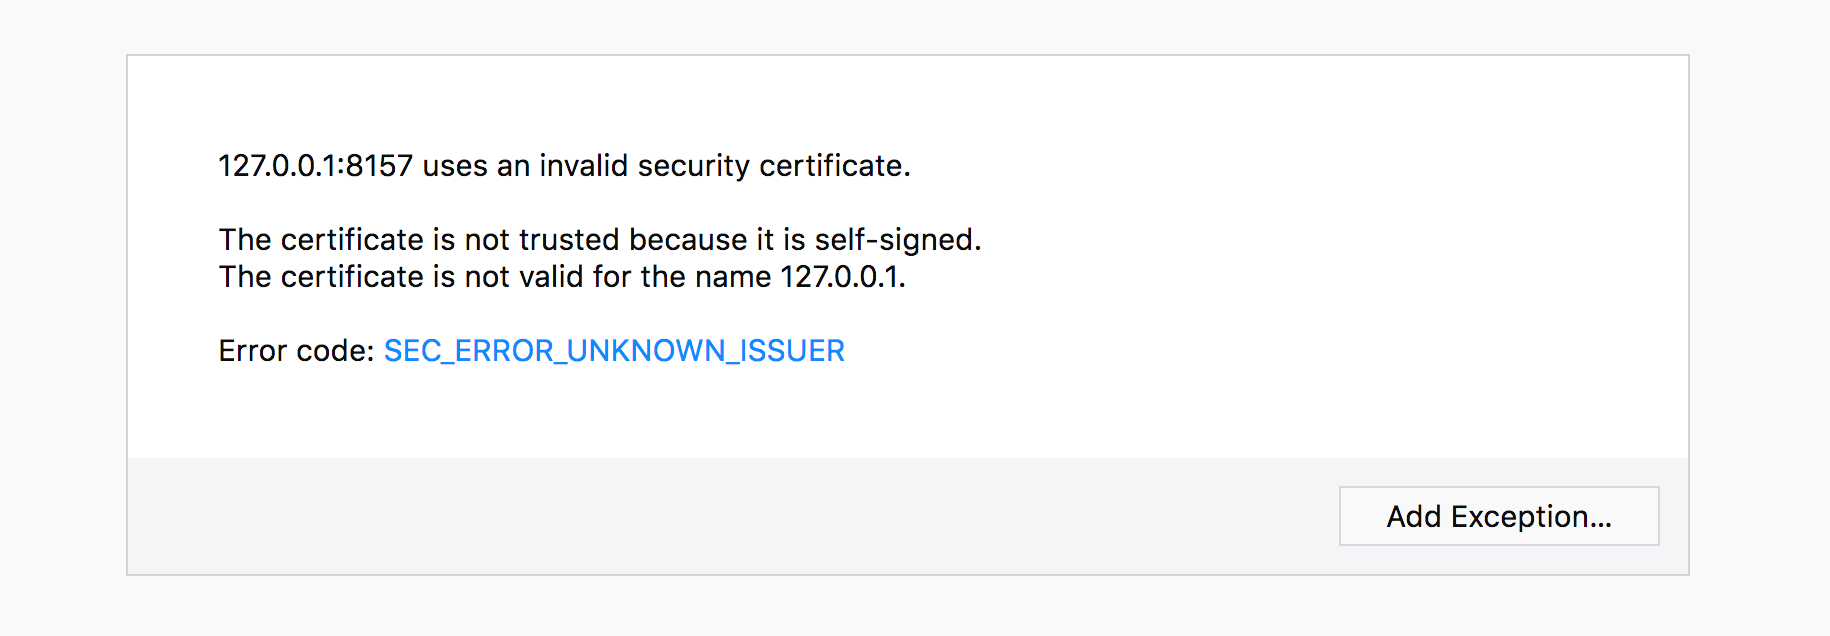 127.0.0.1:8157 uses an invalid security certificate.
The certificate is not trusted because it is self-signed.
The certificate is not valid for the name 127.0.0.1.
Error code: SEC_ERROR_UNKNOWN_ISSUER
Add Exception...